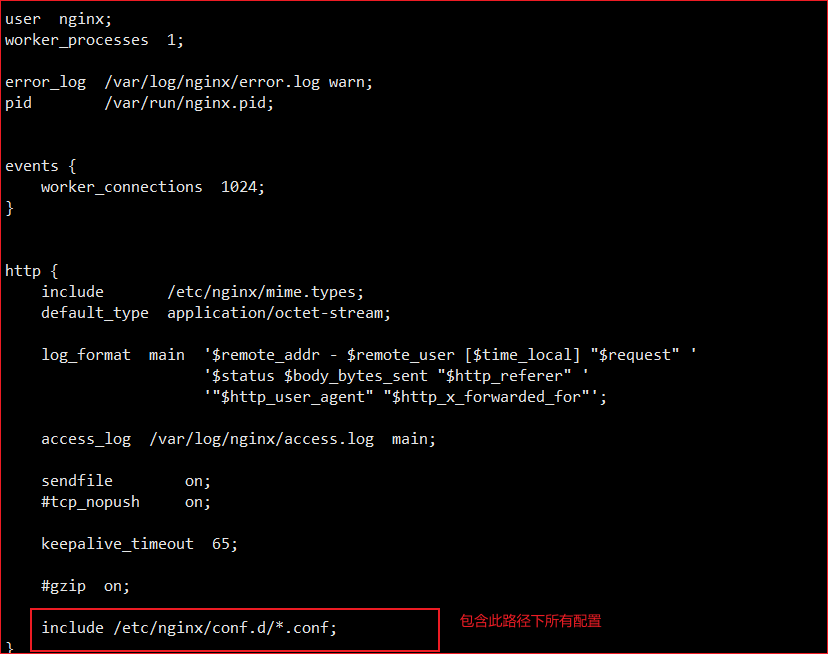 user  nginx;
worker_processes  1;
error_log  /var/log/nginx/error.log warn;
pid        /var/run/nginx.pid;
events {
    worker_connections  1024;
}
http {
    include       /etc/nginx/mime.types;
    default_type  application/octet-stream;
    log_format  main  '$remote_addr - $remote_user [$time_local] "$request" '
                      '$status $body_bytes_sent "$http_referer" '
                      '"$http_user_agent" "$http_x_forwarded_for"';
    access_log  /var/log/nginx/access.log  main;
    sendfile        on;
    #tcp_nopush     on;
    keepalive_timeout  65;
    #gzip  on;
    include /etc/nginx/conf.d/*.conf;
包含此路径下所有配置
}